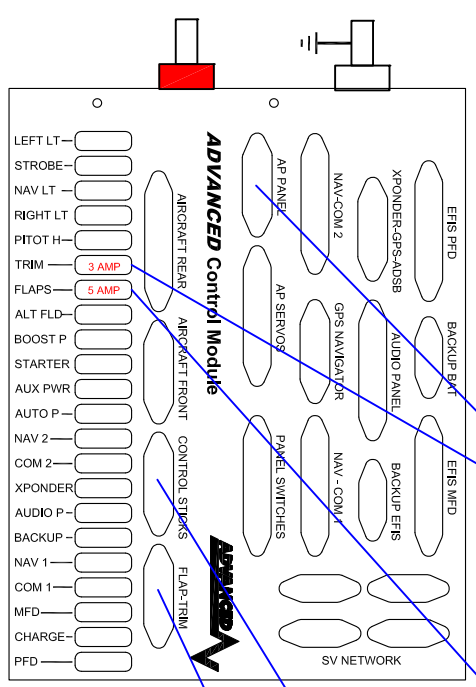 LEFT LT
STROBE
NAV LT
RIGHT LT
PITOT H
TRIM
3 AMP
FLAPS
5 AMP
ALT FLD
BOOST P
STARTER
AUX PWR
AUTO P
NAV 2
COM 2
XPONDER
AUDIO P
BACKUP
NAV 1
COM 1
MFD
CHARGE
PFD
AIRCRAFT REAR
AIRCRAFT FRONT
CONTROL STICKS
FLAP-TRIM
ADVANCED Control Module
ADVANCED
AP PANEL
AP SERVOS
PANEL SWITCHES
NAV-COM 2
GPS NAVIGATOR
NAV - COM 1
XPONDER-GPS-ADSB
AUDIO PANEL
BACKUP EFIS
EFIS PFD
BACKUP BAT
EFIS MFD
SV NETWORK